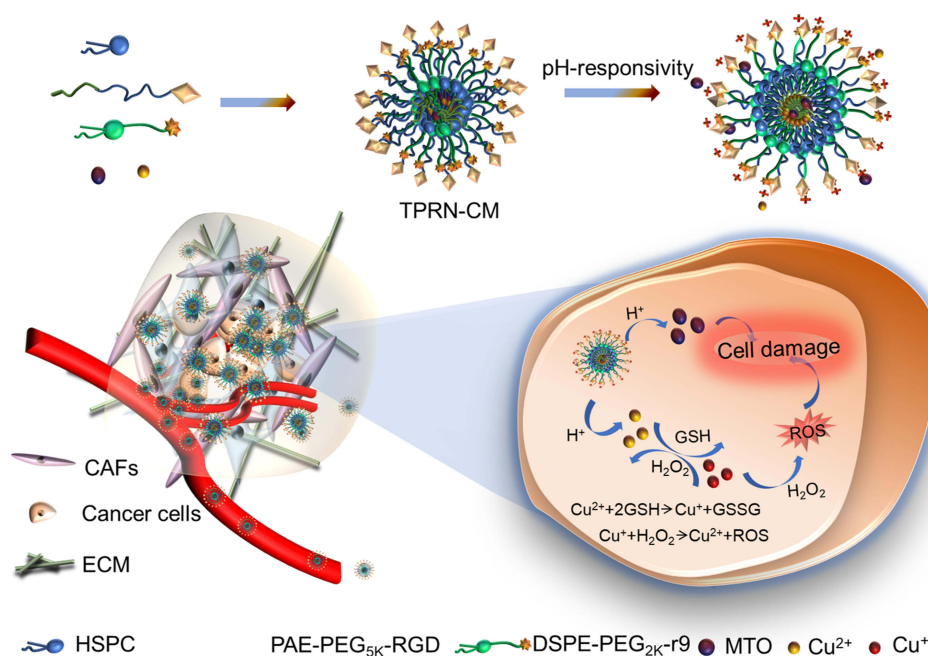 pH-responsivity
TPRN-CM
H⁺
Cell damage
H⁺
GSH
H₂O₂
ROS
H₂O₂
Cu²⁺+2GSH→Cu⁺+GSSG
Cu⁺+H₂O₂→Cu²⁺+ROS
CAFs
Cancer cells
ECM
HSPC PAE-PEG₅ₖ-RGD DSPE-PEG₂ₖ-r9 MTO Cu²⁺ Cu⁺